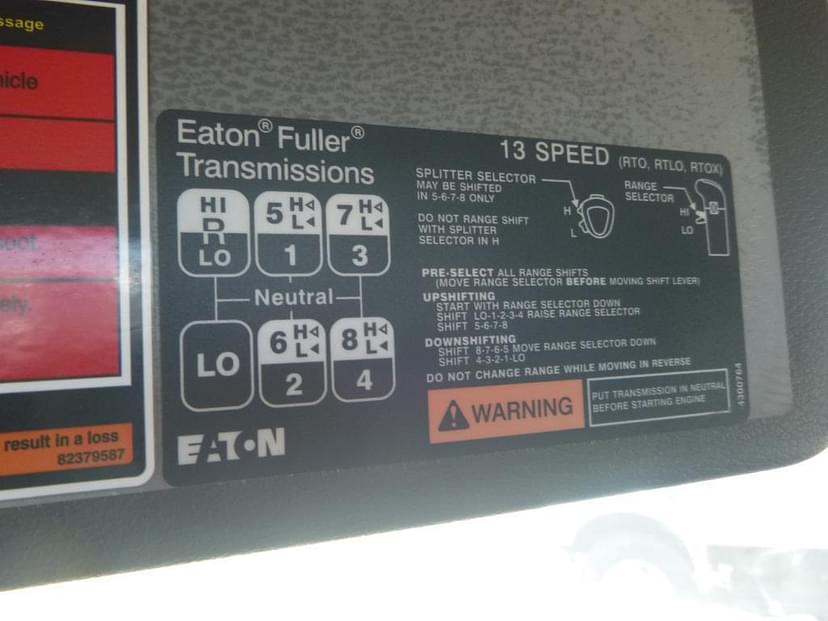 ssage
hicle
soot.
ely.
result in a loss
82379587
Eaton® Fuller®
Transmissions
13 SPEED (RTO, RTLO, RTOX)
HI
R
LO
5 H◁
L◀
1
7 H◁
L◀
3
Neutral
LO
6 H◁
L◀
2
8 H◁
L◀
4
EATON
SPLITTER SELECTOR
MAY BE SHIFTED
IN 5-6-7-8 ONLY
H
L
DO NOT RANGE SHIFT
WITH SPLITTER
SELECTOR IN H
RANGE
SELECTOR
HI
LO
PRE-SELECT ALL RANGE SHIFTS
(MOVE RANGE SELECTOR BEFORE MOVING SHIFT LEVER)
UPSHIFTING
START WITH RANGE SELECTOR DOWN
SHIFT LO-1-2-3-4 RAISE RANGE SELECTOR
SHIFT 5-6-7-8
DOWNSHIFTING
SHIFT 8-7-6-5 MOVE RANGE SELECTOR DOWN
SHIFT 4-3-2-1-LO
DO NOT CHANGE RANGE WHILE MOVING IN REVERSE
WARNING
PUT TRANSMISSION IN NEUTRAL
BEFORE STARTING ENGINE
4300764